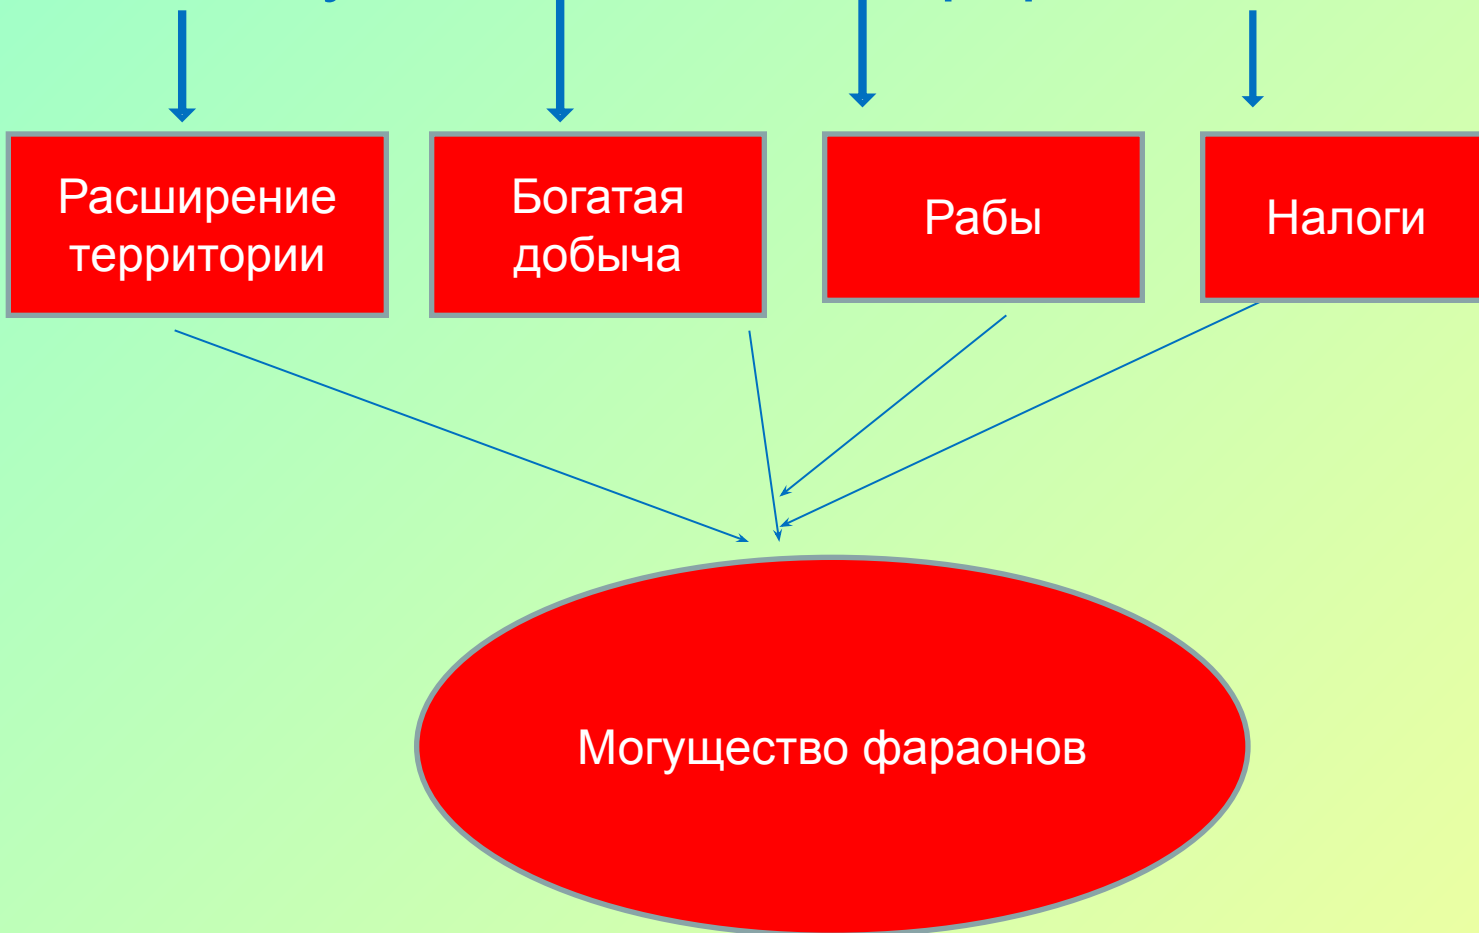 Расширение
территории
Богатая
добыча
Рабы
Налоги
Могущество фараонов